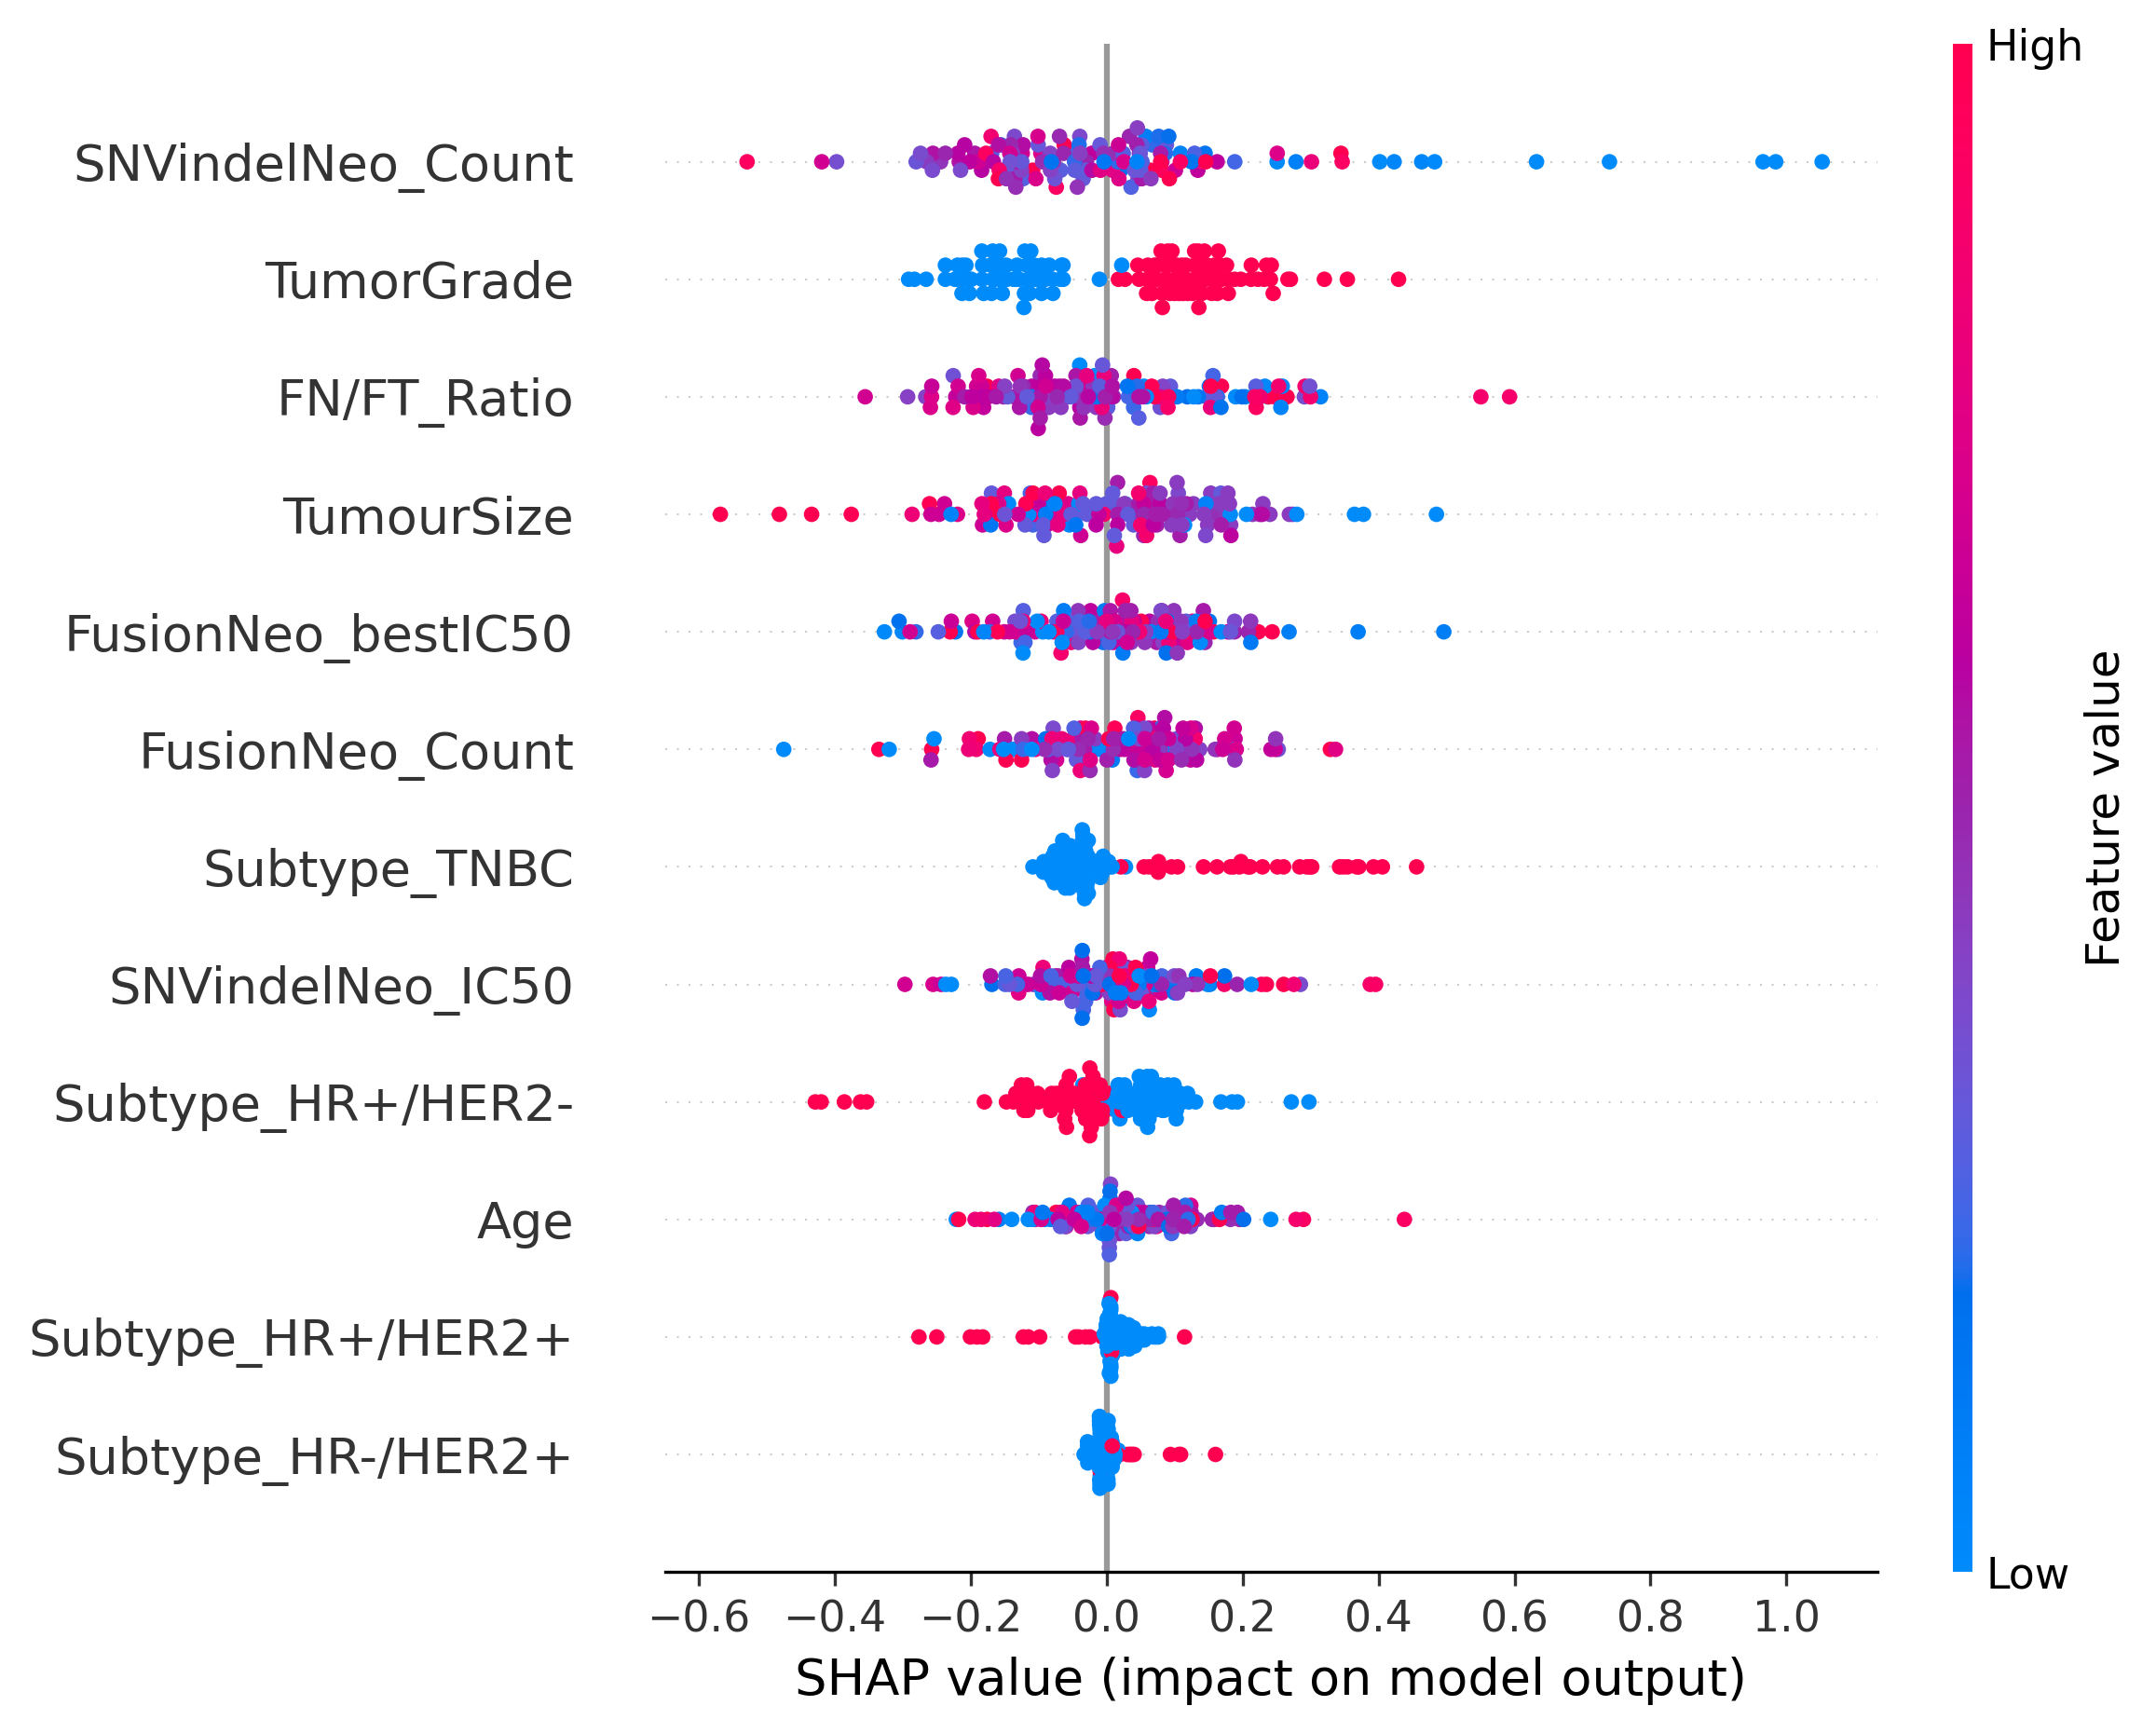 High
SNVindelNeo_Count
TumorGrade
FN/FT_Ratio
TumourSize
FusionNeo_bestIC50
FusionNeo_Count
Subtype_TNBC
SNVindelNeo_IC50
Subtype_HR+/HER2-
Age
Subtype_HR+/HER2+
Subtype_HR-/HER2+
Feature value
Low
−0.6 −0.4 −0.2 0.0 0.2 0.4 0.6 0.8 1.0
SHAP value (impact on model output)